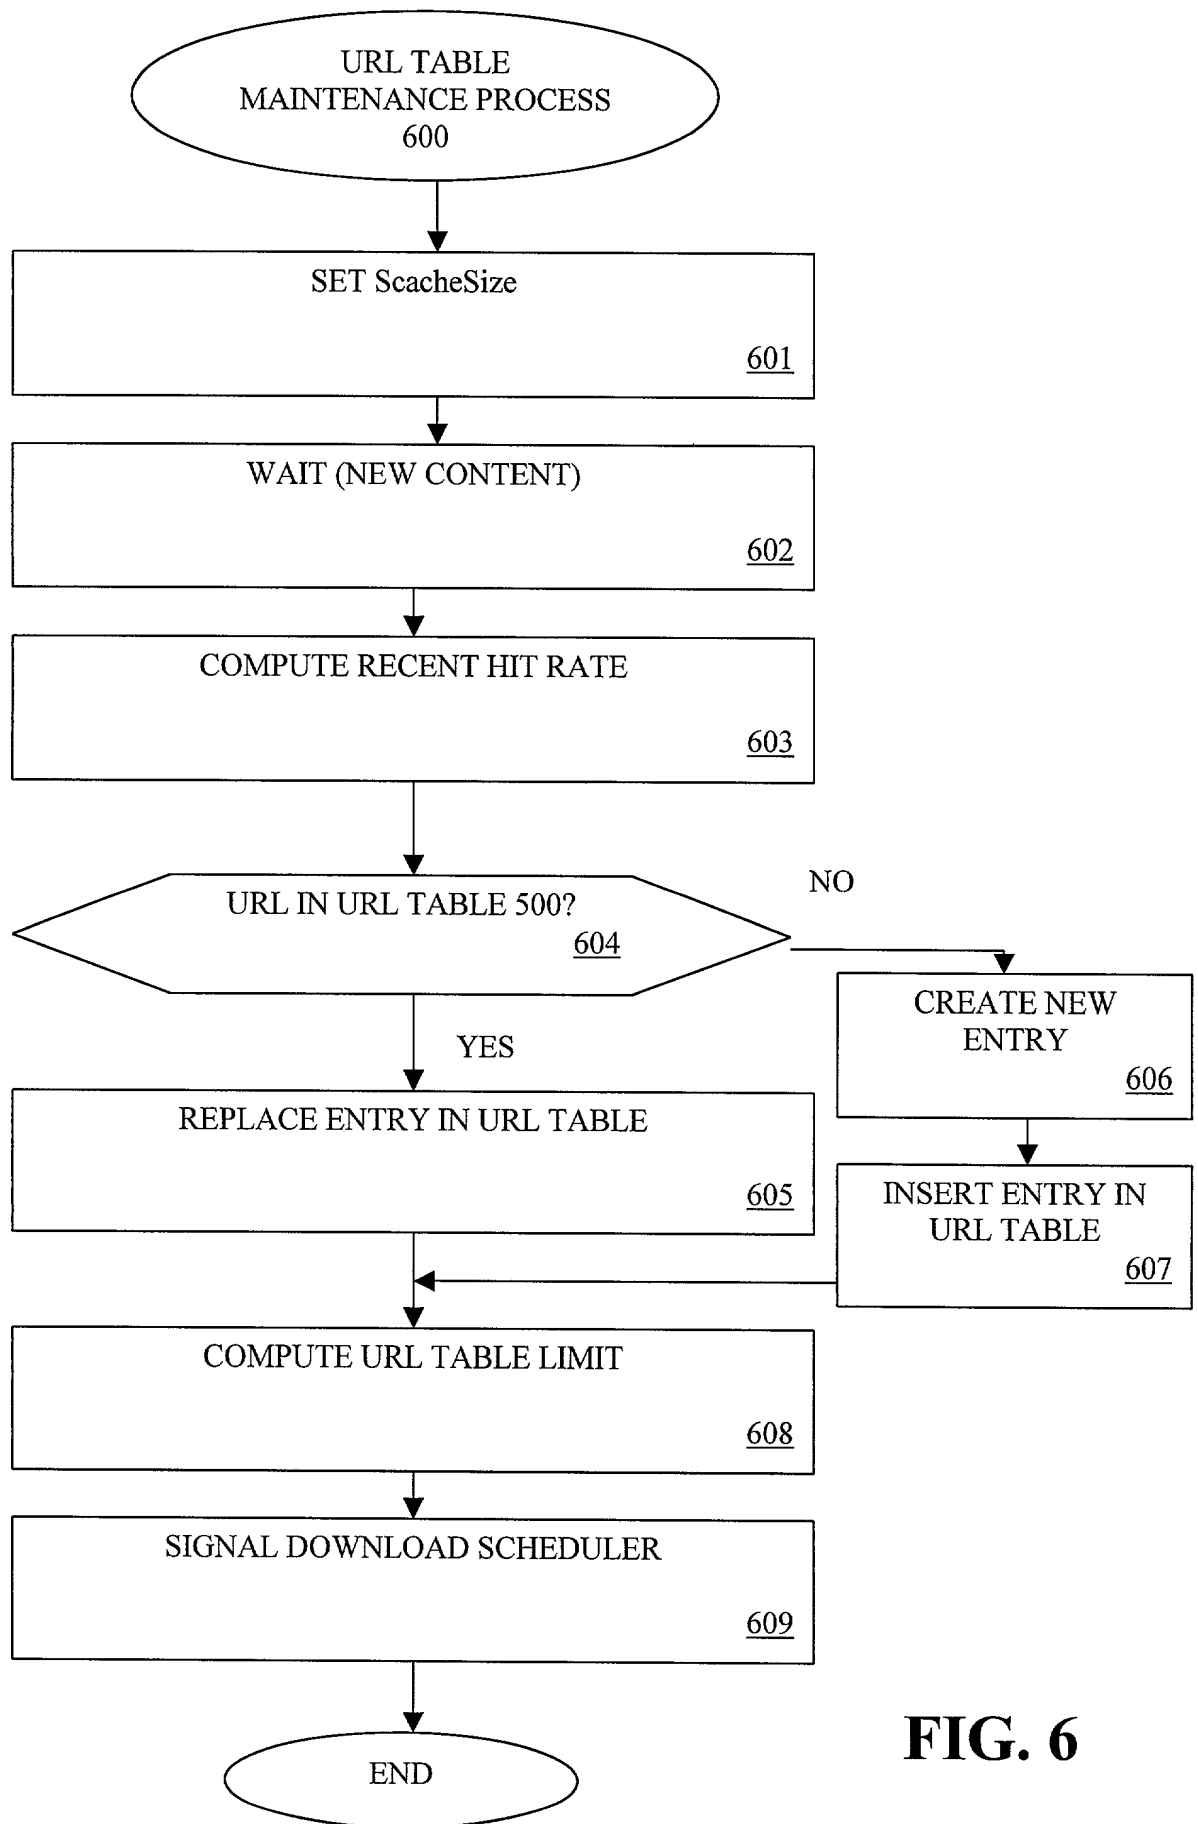 URL TABLE
MAINTENANCE PROCESS
600
SET ScacheSize
601
WAIT (NEW CONTENT)
602
COMPUTE RECENT HIT RATE
603
URL IN URL TABLE 500?
604
NO
CREATE NEW
ENTRY
606
YES
REPLACE ENTRY IN URL TABLE
605
INSERT ENTRY IN
URL TABLE
607
COMPUTE URL TABLE LIMIT
608
SIGNAL DOWNLOAD SCHEDULER
609
END
FIG. 6